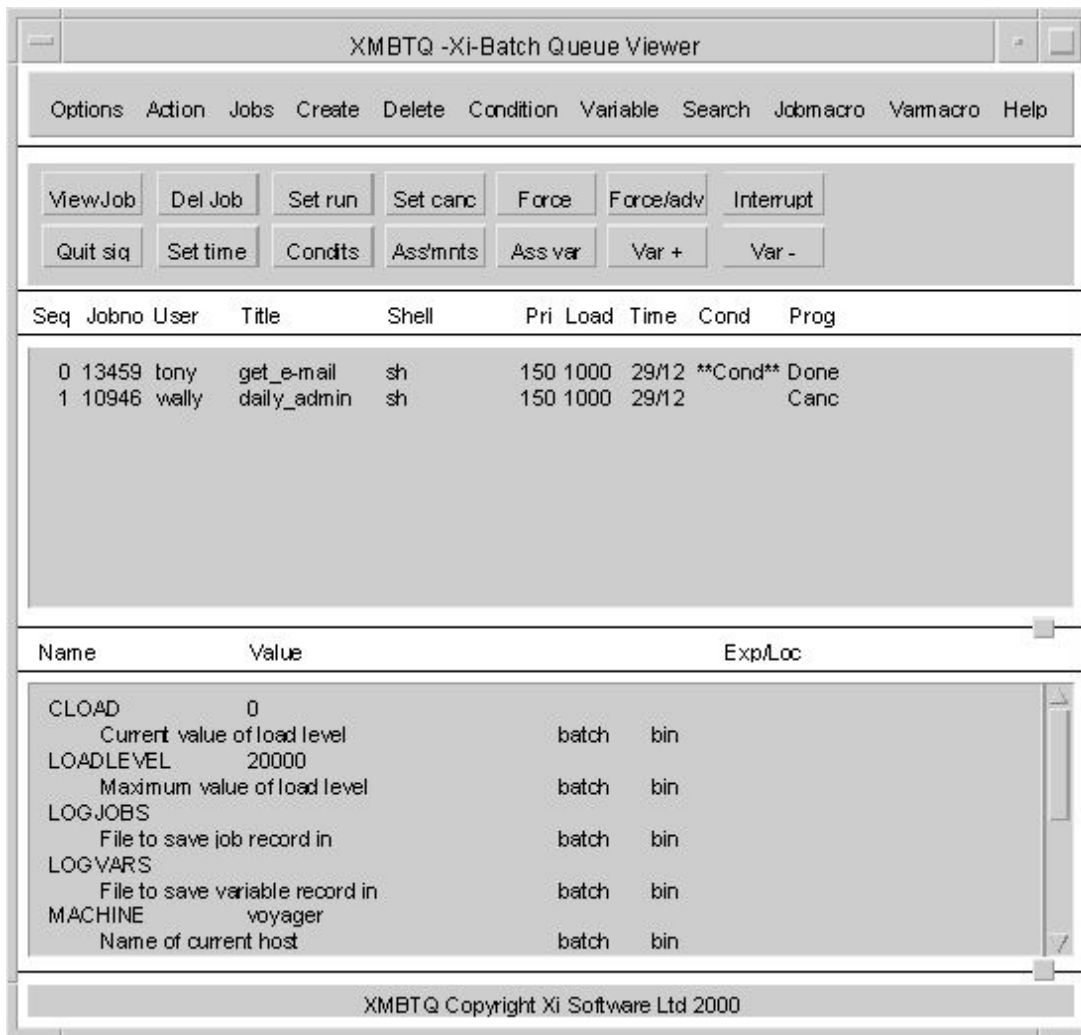 XMBTQ -Xi-Batch Queue Viewer
Options Action Jobs Create Delete Condition Variable Search Jobmacro Varmacro Help
ViewJob Del Job Set run Set canc Force Force/adv Interrupt
Quit sig Set time Condits Ass'mnts Ass var Var + Var -
Seq Jobno User Title Shell Pri Load Time Cond Prog
0 13459 tony get_e-mail sh 150 1000 29/12 **Cond** Done
1 10946 wally daily_admin sh 150 1000 29/12 Canc
Name Value Exp/Loc
CLOAD 0
Current value of load level batch bin
LOADLEVEL 20000
Maximum value of load level batch bin
LOGJOBS
File to save job record in batch bin
LOGVARS
File to save variable record in batch bin
MACHINE voyager
Name of current host batch bin
XMBTQ Copyright Xi Software Ltd 2000